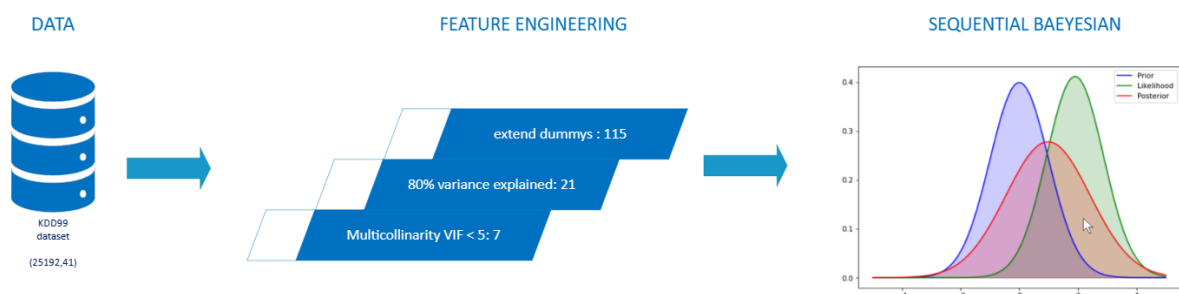 DATA
FEATURE ENGINEERING
SEQUENTIAL BAEYESIAN
KDD99
dataset
(25192,41)
extend dummys : 115
80% variance explained: 21
Multicollinarity VIF < 5: 7
Prior
Likelihood
Posterior
0.4
0.3
0.2
0.1
0.0